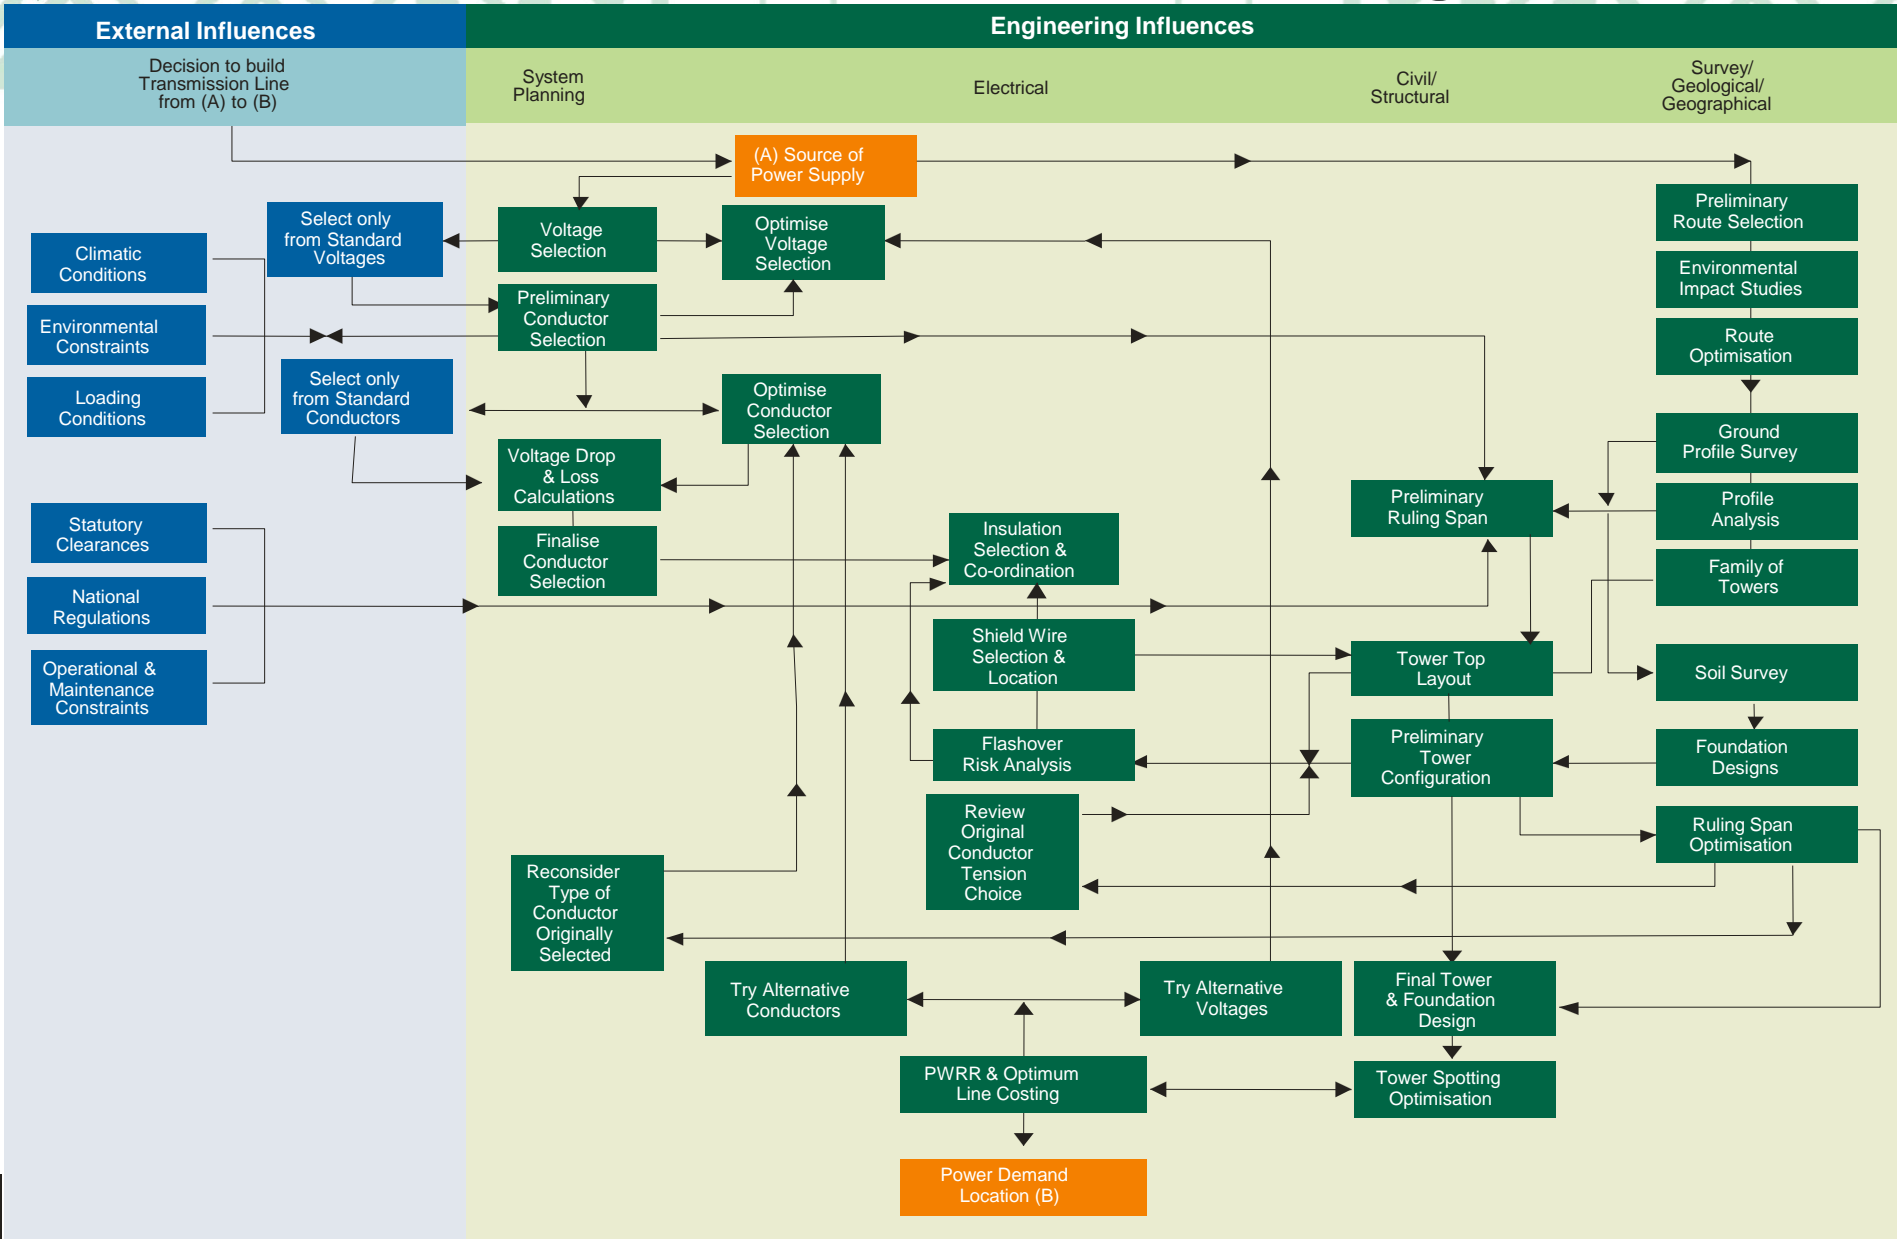 External Influences
Engineering Influences
Decision to build
Transmission Line
from (A) to (B)
System
Planning
Electrical
Civil/
Structural
Survey/
Geological/
Geographical
(A) Source of
Power Supply
Select only
from Standard
Voltages
Voltage
Selection
Optimise
Voltage
Selection
Preliminary
Route Selection
Climatic
Conditions
Environmental
Impact Studies
Preliminary
Conductor
Selection
Environmental
Constraints
Route
Optimisation
Select only
from Standard
Conductors
Optimise
Conductor
Selection
Loading
Conditions
Ground
Profile Survey
Voltage Drop
& Loss
Calculations
Preliminary
Ruling Span
Profile
Analysis
Statutory
Clearances
Finalise
Conductor
Selection
Insulation
Selection &
Co-ordination
Family of
Towers
National
Regulations
Shield Wire
Selection &
Location
Tower Top
Layout
Soil Survey
Operational &
Maintenance
Constraints
Flashover
Risk Analysis
Preliminary
Tower
Configuration
Foundation
Designs
Review
Original
Conductor
Tension
Choice
Ruling Span
Optimisation
Reconsider
Type of
Conductor
Originally
Selected
Try Alternative
Conductors
Try Alternative
Voltages
Final Tower
& Foundation
Design
PWRR & Optimum
Line Costing
Tower Spotting
Optimisation
Power Demand
Location (B)